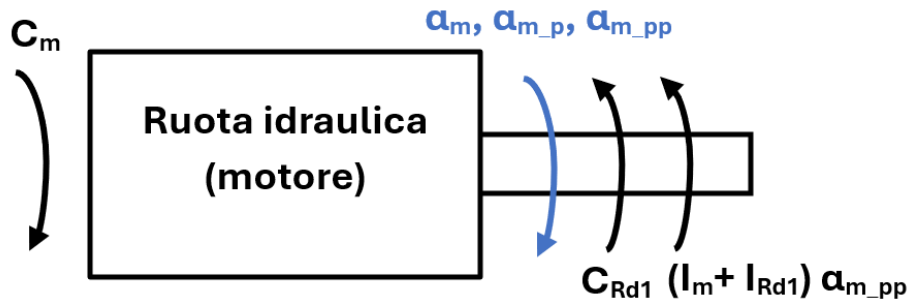 αm, αm_p, αm_pp
Cm
Ruota idraulica
(motore)
CRd1 (Im+ IRd1) αm_pp